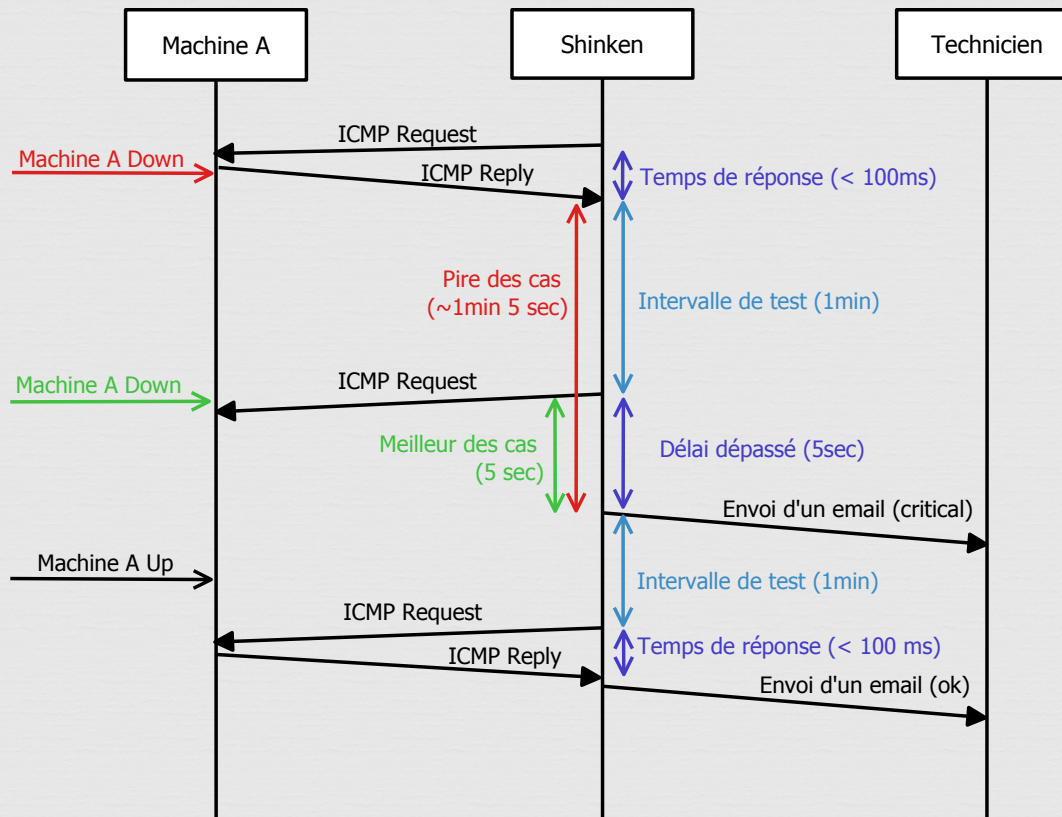 Machine A
Shinken
Technicien
ICMP Request
Machine A Down
ICMP Reply
Temps de réponse (< 100ms)
Pire des cas
(~1min 5 sec)
Intervalle de test (1min)
ICMP Request
Machine A Down
Meilleur des cas
(5 sec)
Délai dépassé (5sec)
Envoi d'un email (critical)
Machine A Up
Intervalle de test (1min)
ICMP Request
ICMP Reply
Temps de réponse (< 100 ms)
Envoi d'un email (ok)